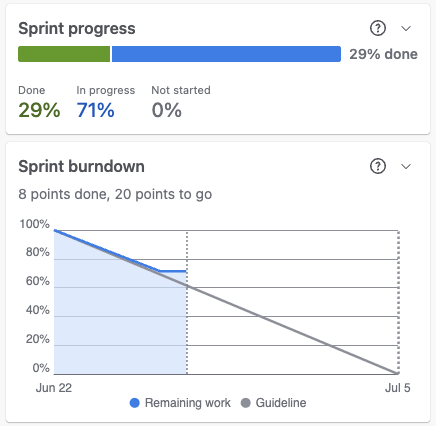 Sprint progress
29% done
Done In progress Not started
29% 71% 0%
Sprint burndown
8 points done, 20 points to go
100%
80%
60%
40%
20%
0%
Jun 22 Jul 5
Remaining work Guideline